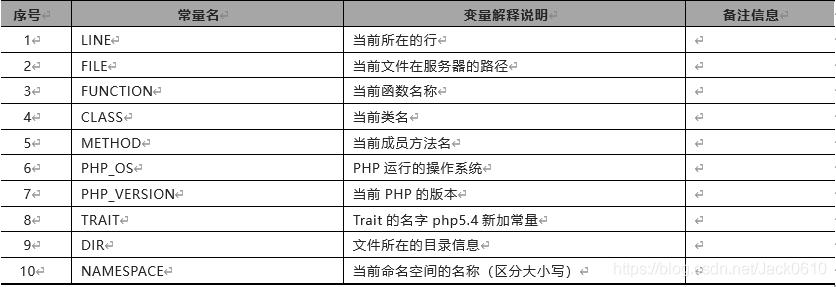 序号 常量名 变量解释说明 备注信息
1 LINE 当前所在的行
2 FILE 当前文件在服务器的路径
3 FUNCTION 当前函数名称
4 CLASS 当前类名
5 METHOD 当前成员方法名
6 PHP_OS PHP 运行的操作系统
7 PHP_VERSION 当前 PHP 的版本
8 TRAIT Trait 的名字 php5.4 新加常量
9 DIR 文件所在的目录信息
10 NAMESPACE 当前命名空间的名称（区分大小写）
https://blog.csdn.net/Jack0610